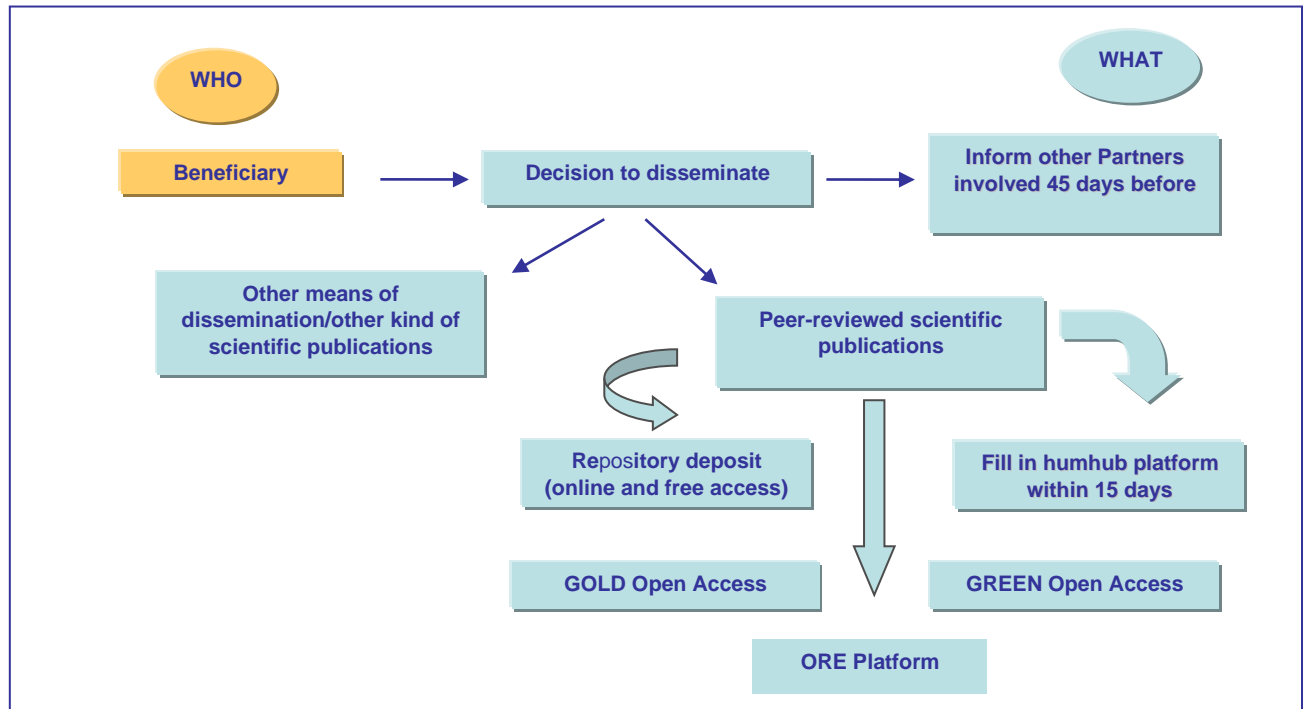 WHO
WHAT
Beneficiary
Decision to disseminate
Inform other Partners
involved 45 days before
Other means of
dissemination/other kind of
scientific publications
Peer-reviewed scientific
publications
Repository deposit
(online and free access)
Fill in humhub platform
within 15 days
GOLD Open Access
GREEN Open Access
ORE Platform